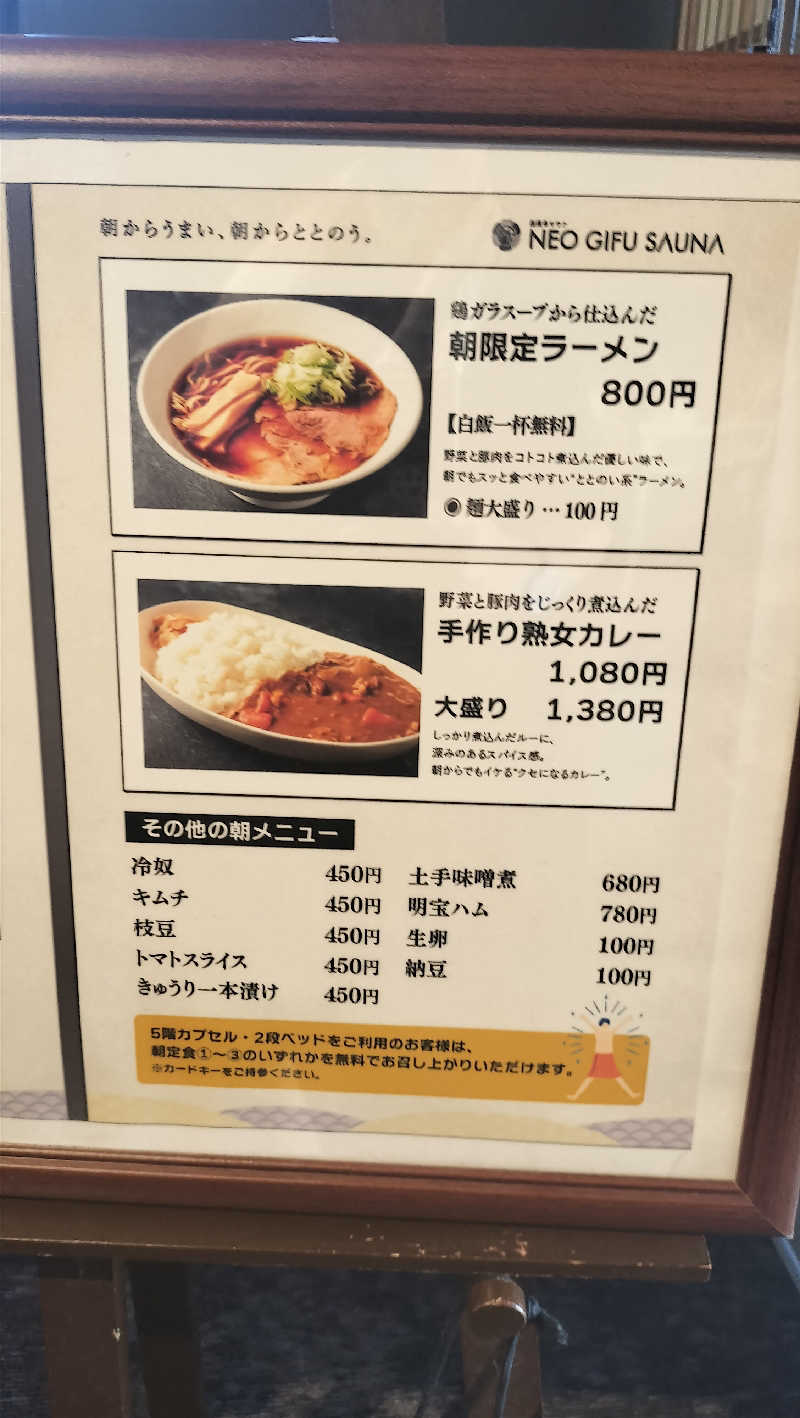 朝からうまい、朝からととのう。
NEO GIFU SAUNA
鶏ガラスープから仕込んだ
朝限定ラーメン
800円
【白飯一杯無料】
野菜と豚肉をコトコト煮込んだ優しい味で、
朝でもスッと食べやすい"ととのい系"ラーメン。
◉麺大盛り…100円
野菜と豚肉をじっくり煮込んだ
手作り熟女カレー
1,080円
大盛り 1,380円
しっかり煮込んだルーに、
深みのあるスパイス感。
朝からでもイケる"クセになるカレー"。
その他の朝メニュー
冷奴 450円
キムチ 450円
枝豆 450円
トマトスライス 450円
きゅうり一本漬け 450円
土手味噌煮 680円
明宝ハム 780円
生卵 100円
納豆 100円
5階カプセル・2段ベッドをご利用のお客様は、
朝定食①～③のいずれかを無料でお召し上がりいただけます。
※カードキーをご持参ください。